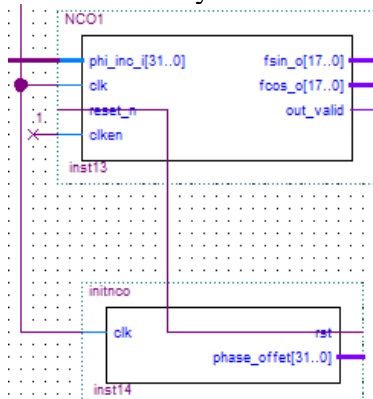 NCO1
phi_inc_i[31..0] fsin_o[17..0]
clk fcos_o[17..0]
reset_n out_valid
1.
clken
inst13
initnco
clk rst
phase_offet[31..0]
inst14